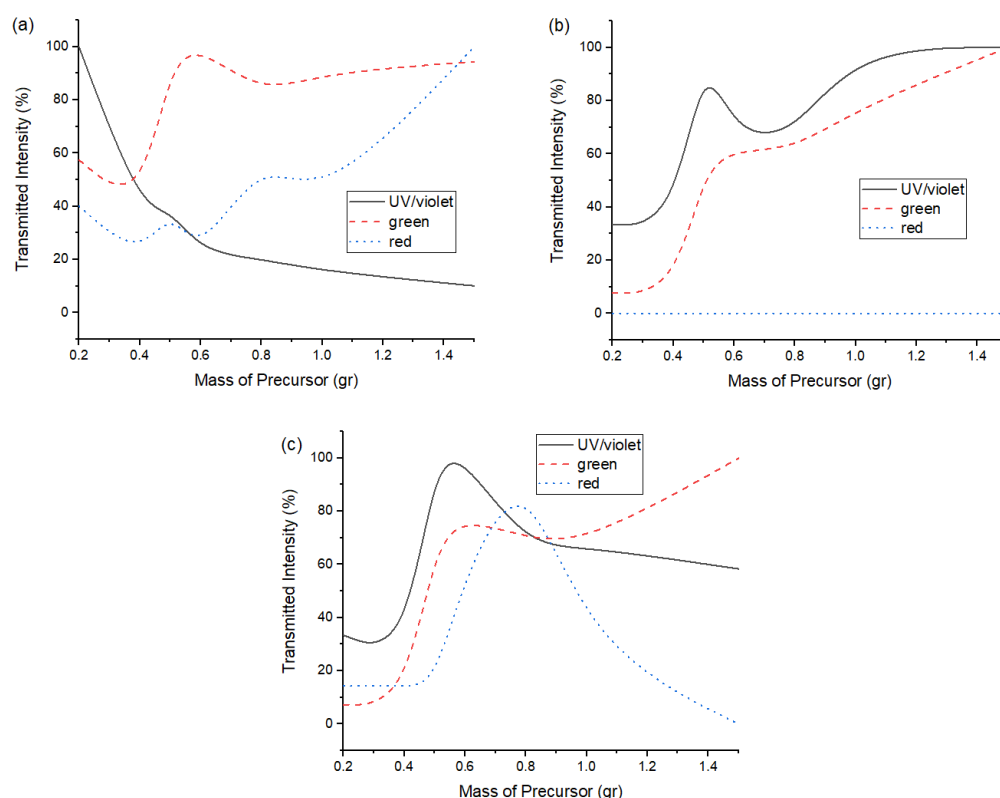 (a)
100
80
60
40
20
0
Transmitted Intensity (%)
UV/violet
green
red
0.2 0.4 0.6 0.8 1.0 1.2 1.4
Mass of Precursor (gr)
(b)
100
80
60
40
20
0
Transmitted Intensity (%)
UV/violet
green
red
0.2 0.4 0.6 0.8 1.0 1.2 1.4
Mass of Precursor (gr)
(c)
100
80
60
40
20
0
Transmitted Intensity (%)
UV/violet
green
red
0.2 0.4 0.6 0.8 1.0 1.2 1.4
Mass of Precursor (gr)